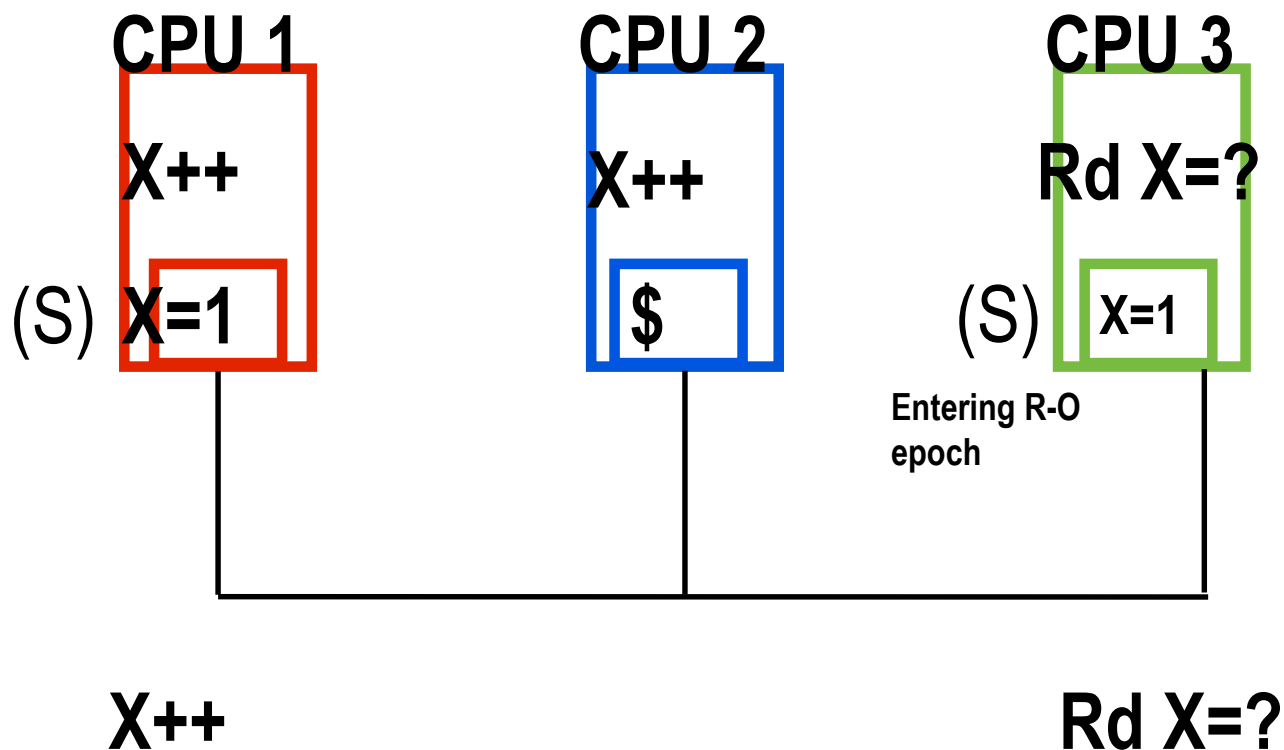 CPU 1
CPU 2
CPU 3
X++
X++
Rd X=?
(S)
X=1
$
(S)
X=1
Entering R-O
epoch
X++
Rd X=?